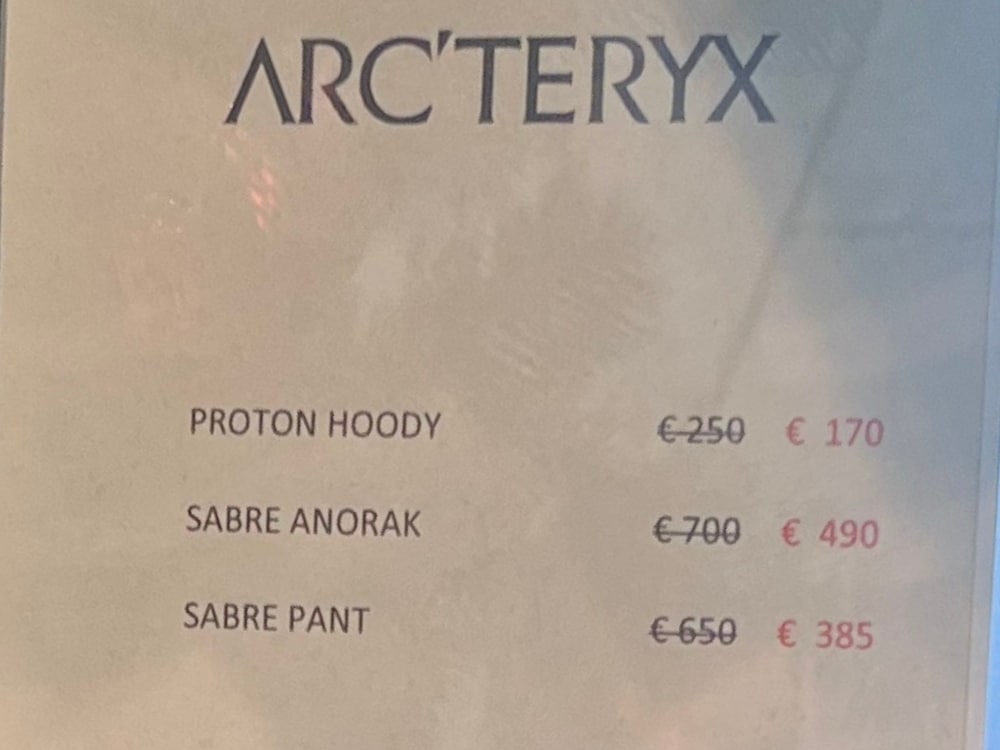 ARC'TERYX
PROTON HOODY € 250 € 170
SABRE ANORAK € 700 € 490
SABRE PANT € 650 € 385